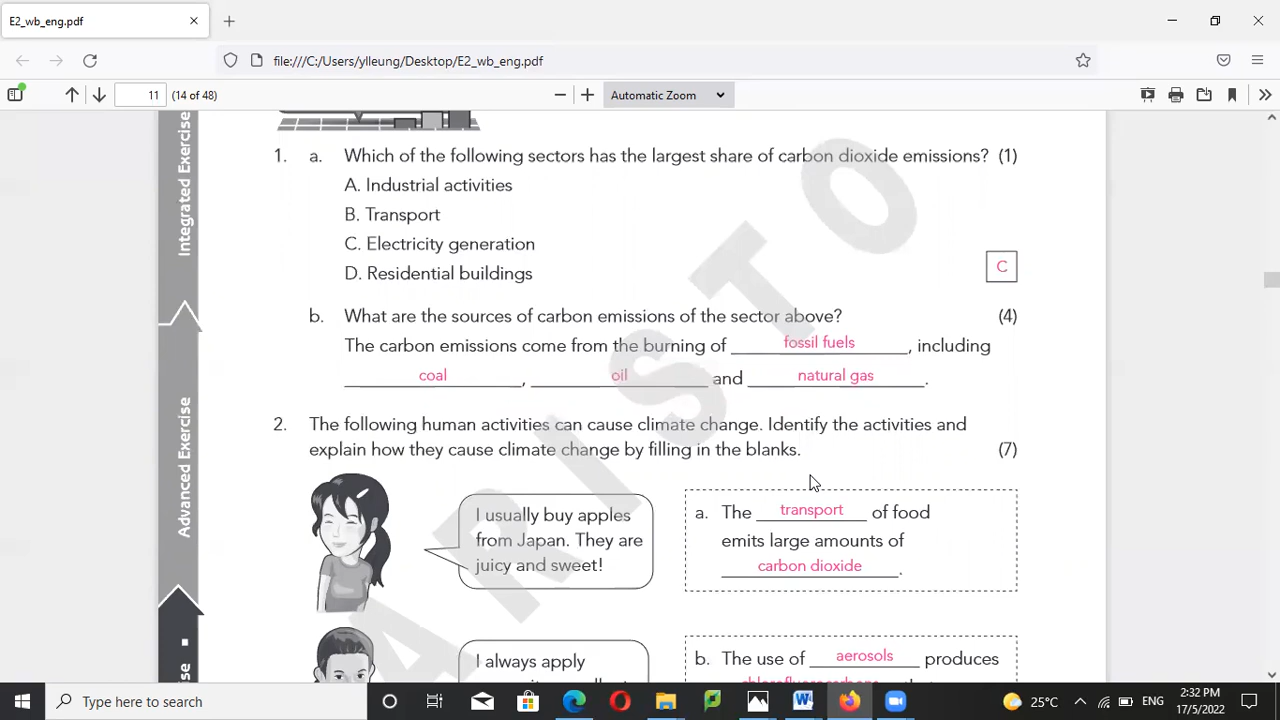 E2_wb_eng.pdf
file:///C:/Users/ylleung/Desktop/E2_wb_eng.pdf
11 (14 of 48)
Automatic Zoom
Integrated Exercise
Advanced Exercise
ARISTO
1. a. Which of the following sectors has the largest share of carbon dioxide emissions? (1)
A. Industrial activities
B. Transport
C. Electricity generation
D. Residential buildings
C
b. What are the sources of carbon emissions of the sector above? (4)
The carbon emissions come from the burning of fossil fuels, including
coal, oil and natural gas.
2. The following human activities can cause climate change. Identify the activities and
explain how they cause climate change by filling in the blanks. (7)
I usually buy apples
from Japan. They are
juicy and sweet!
a. The transport of food
emits large amounts of
carbon dioxide.
I always apply
b. The use of aerosols produces
Type here to search
25°C
ENG
2:32 PM
17/5/2022